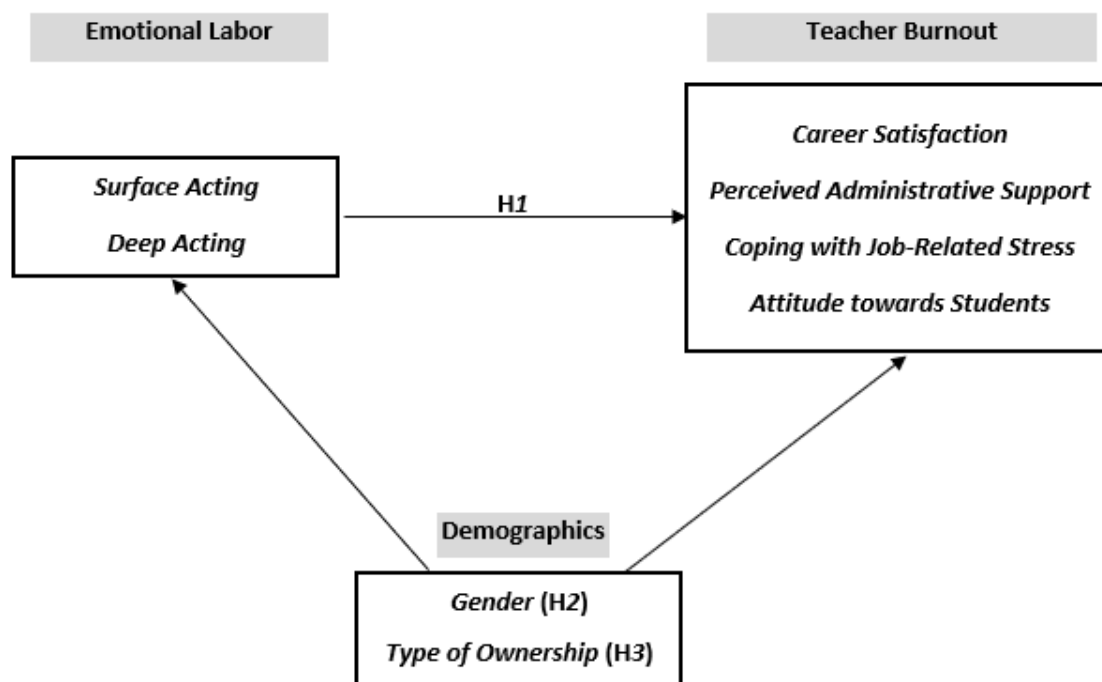 Emotional Labor
Teacher Burnout
Surface Acting
Deep Acting
H1
Career Satisfaction
Perceived Administrative Support
Coping with Job-Related Stress
Attitude towards Students
Demographics
Gender (H2)
Type of Ownership (H3)